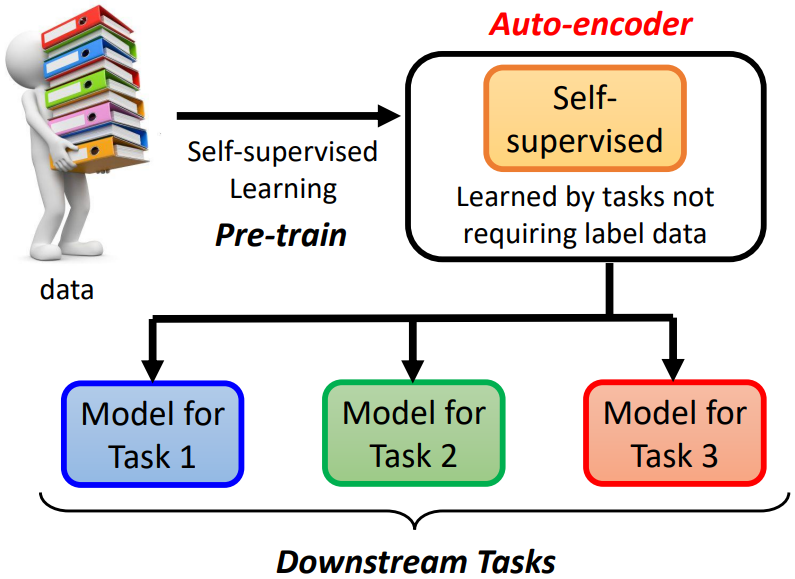 Auto-encoder
Self-
supervised
Learned by tasks not
requiring label data
Self-supervised
Learning
Pre-train
data
Model for
Task 1
Model for
Task 2
Model for
Task 3
Downstream Tasks